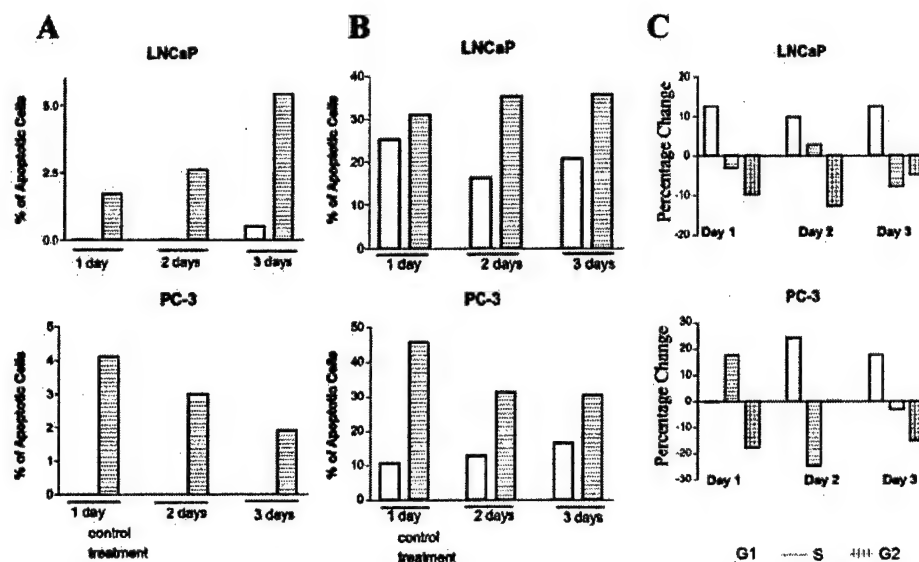 A
LNCaP
% of Apoptotic Cells
5.0
2.5
0.0
1 day
2 days
3 days
PC-3
% of Apoptotic Cells
5
4
3
2
1
0
1 day
2 days
3 days
control
treatment
B
LNCaP
% of Apoptotic Cells
40
30
20
10
0
1 day
2 days
3 days
PC-3
% of Apoptotic Cells
50
40
30
20
10
0
1 day
2 days
3 days
control
treatment
C
LNCaP
Percentage Change
20
10
0
-10
-20
Day 1
Day 2
Day 3
PC-3
Percentage Change
30
20
10
0
-10
-20
-30
Day 1
Day 2
Day 3
G1 S G2